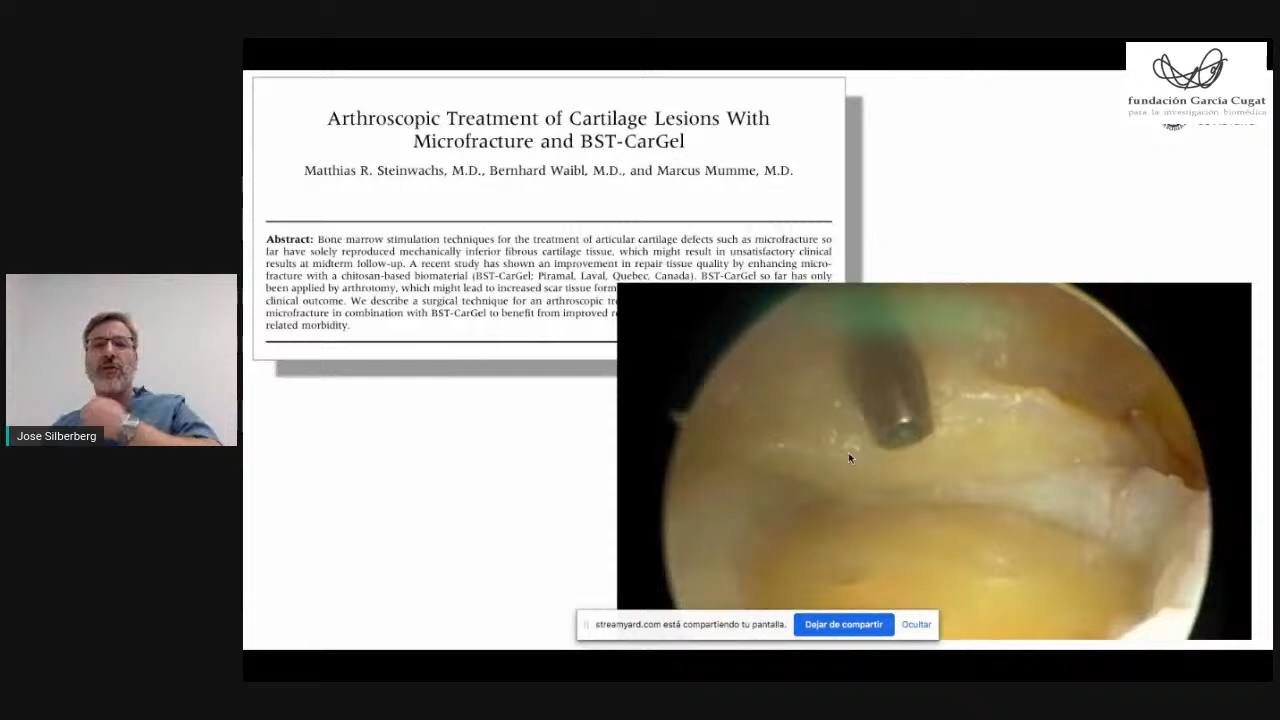 fundación García Cugat
para la investigación biomédica
Arthroscopic Treatment of Cartilage Lesions With
Microfracture and BST-CarGel
Matthias R. Steinwachs, M.D., Bernhard Waibl, M.D., and Marcus Mumme, M.D.
Abstract: Bone marrow stimulation techniques for the treatment of articular cartilage defects such as microfracture so
far have solely reproduced mechanically inferior fibrous cartilage tissue, which might result in unsatisfactory clinical
results at midterm follow-up. A recent study has shown an improvement in repair tissue quality by enhancing micro-
fracture with a chitosan-based biomaterial (BST-CarGel; Piramal, Laval, Quebec, Canada). BST-CarGel so far has only
been applied by arthrotomy, which might lead to increased scar tissue form
clinical outcome. We describe a surgical technique for an arthroscopic tr
microfracture in combination with BST-CarGel to benefit from improved r
related morbidity.
Jose Silberberg
streamyard.com está compartiendo tu pantalla.
Dejar de compartir
Ocultar